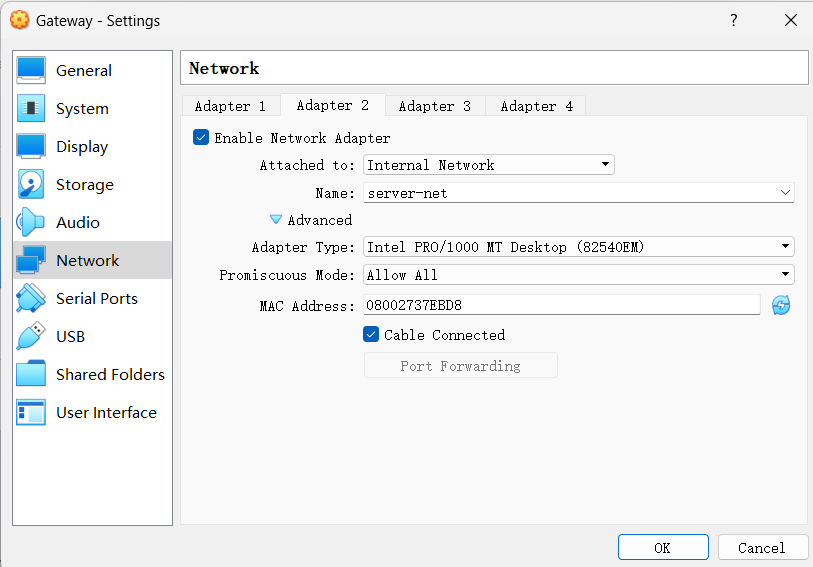 Gateway - Settings
?
General
System
Display
Storage
Audio
Network
Serial Ports
USB
Shared Folders
User Interface
Network
Adapter 1 Adapter 2 Adapter 3 Adapter 4
Enable Network Adapter
Attached to: Internal Network
Name: server-net
Advanced
Adapter Type: Intel PRO/1000 MT Desktop (82540EM)
Promiscuous Mode: Allow All
MAC Address: 08002737EBD8
Cable Connected
Port Forwarding
OK Cancel